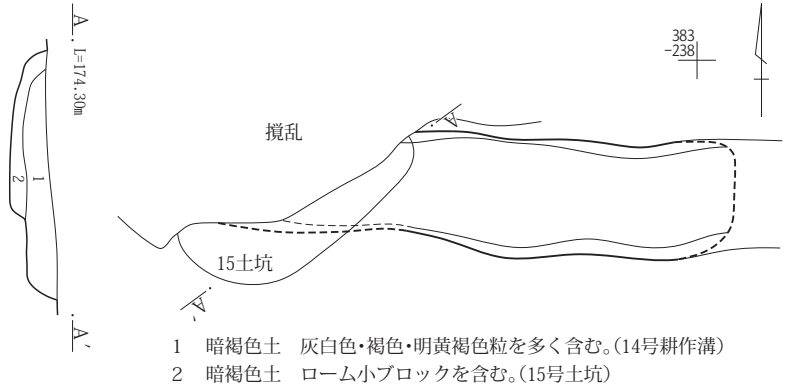 A
L=174.30m
383
-238
撹乱
A
1
2
15土坑
A'
A'
1 暗褐色土 灰白色・褐色・明黄褐色粒を多く含む。（14号耕作溝）
2 暗褐色土 ローム小ブロックを含む。（15号土坑）